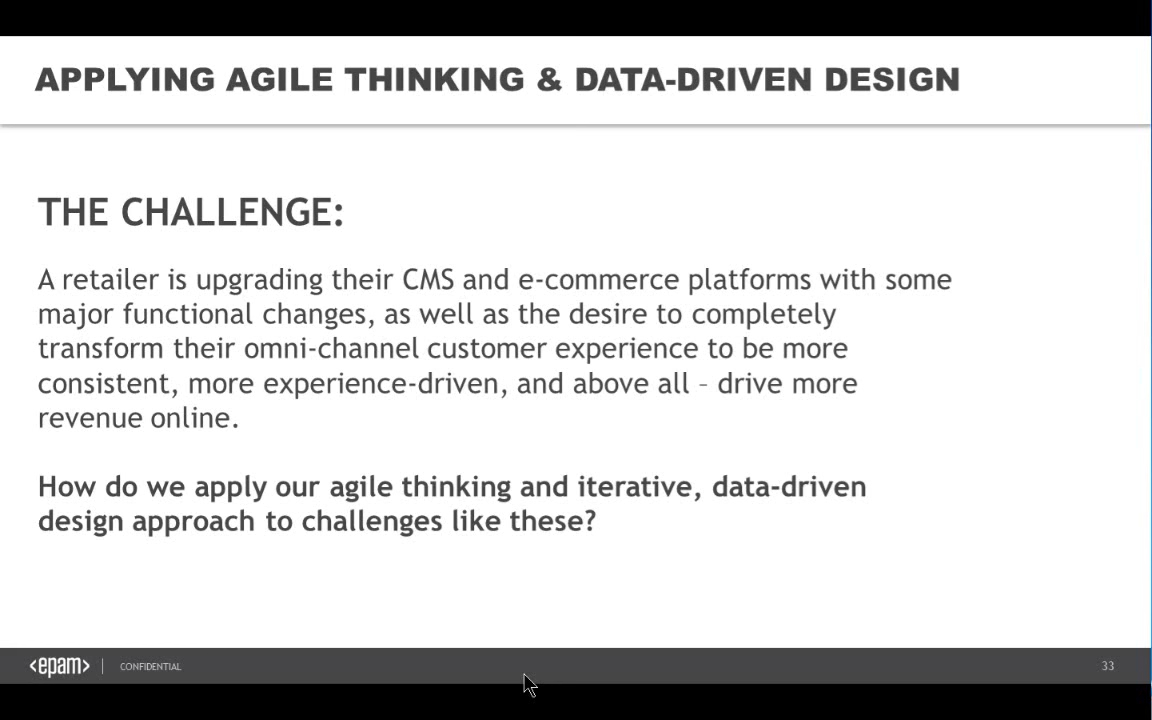 APPLYING AGILE THINKING & DATA-DRIVEN DESIGN
THE CHALLENGE:
A retailer is upgrading their CMS and e-commerce platforms with some
major functional changes, as well as the desire to completely
transform their omni-channel customer experience to be more
consistent, more experience-driven, and above all – drive more
revenue online.
How do we apply our agile thinking and iterative, data-driven
design approach to challenges like these?
<epam> | CONFIDENTIAL 33